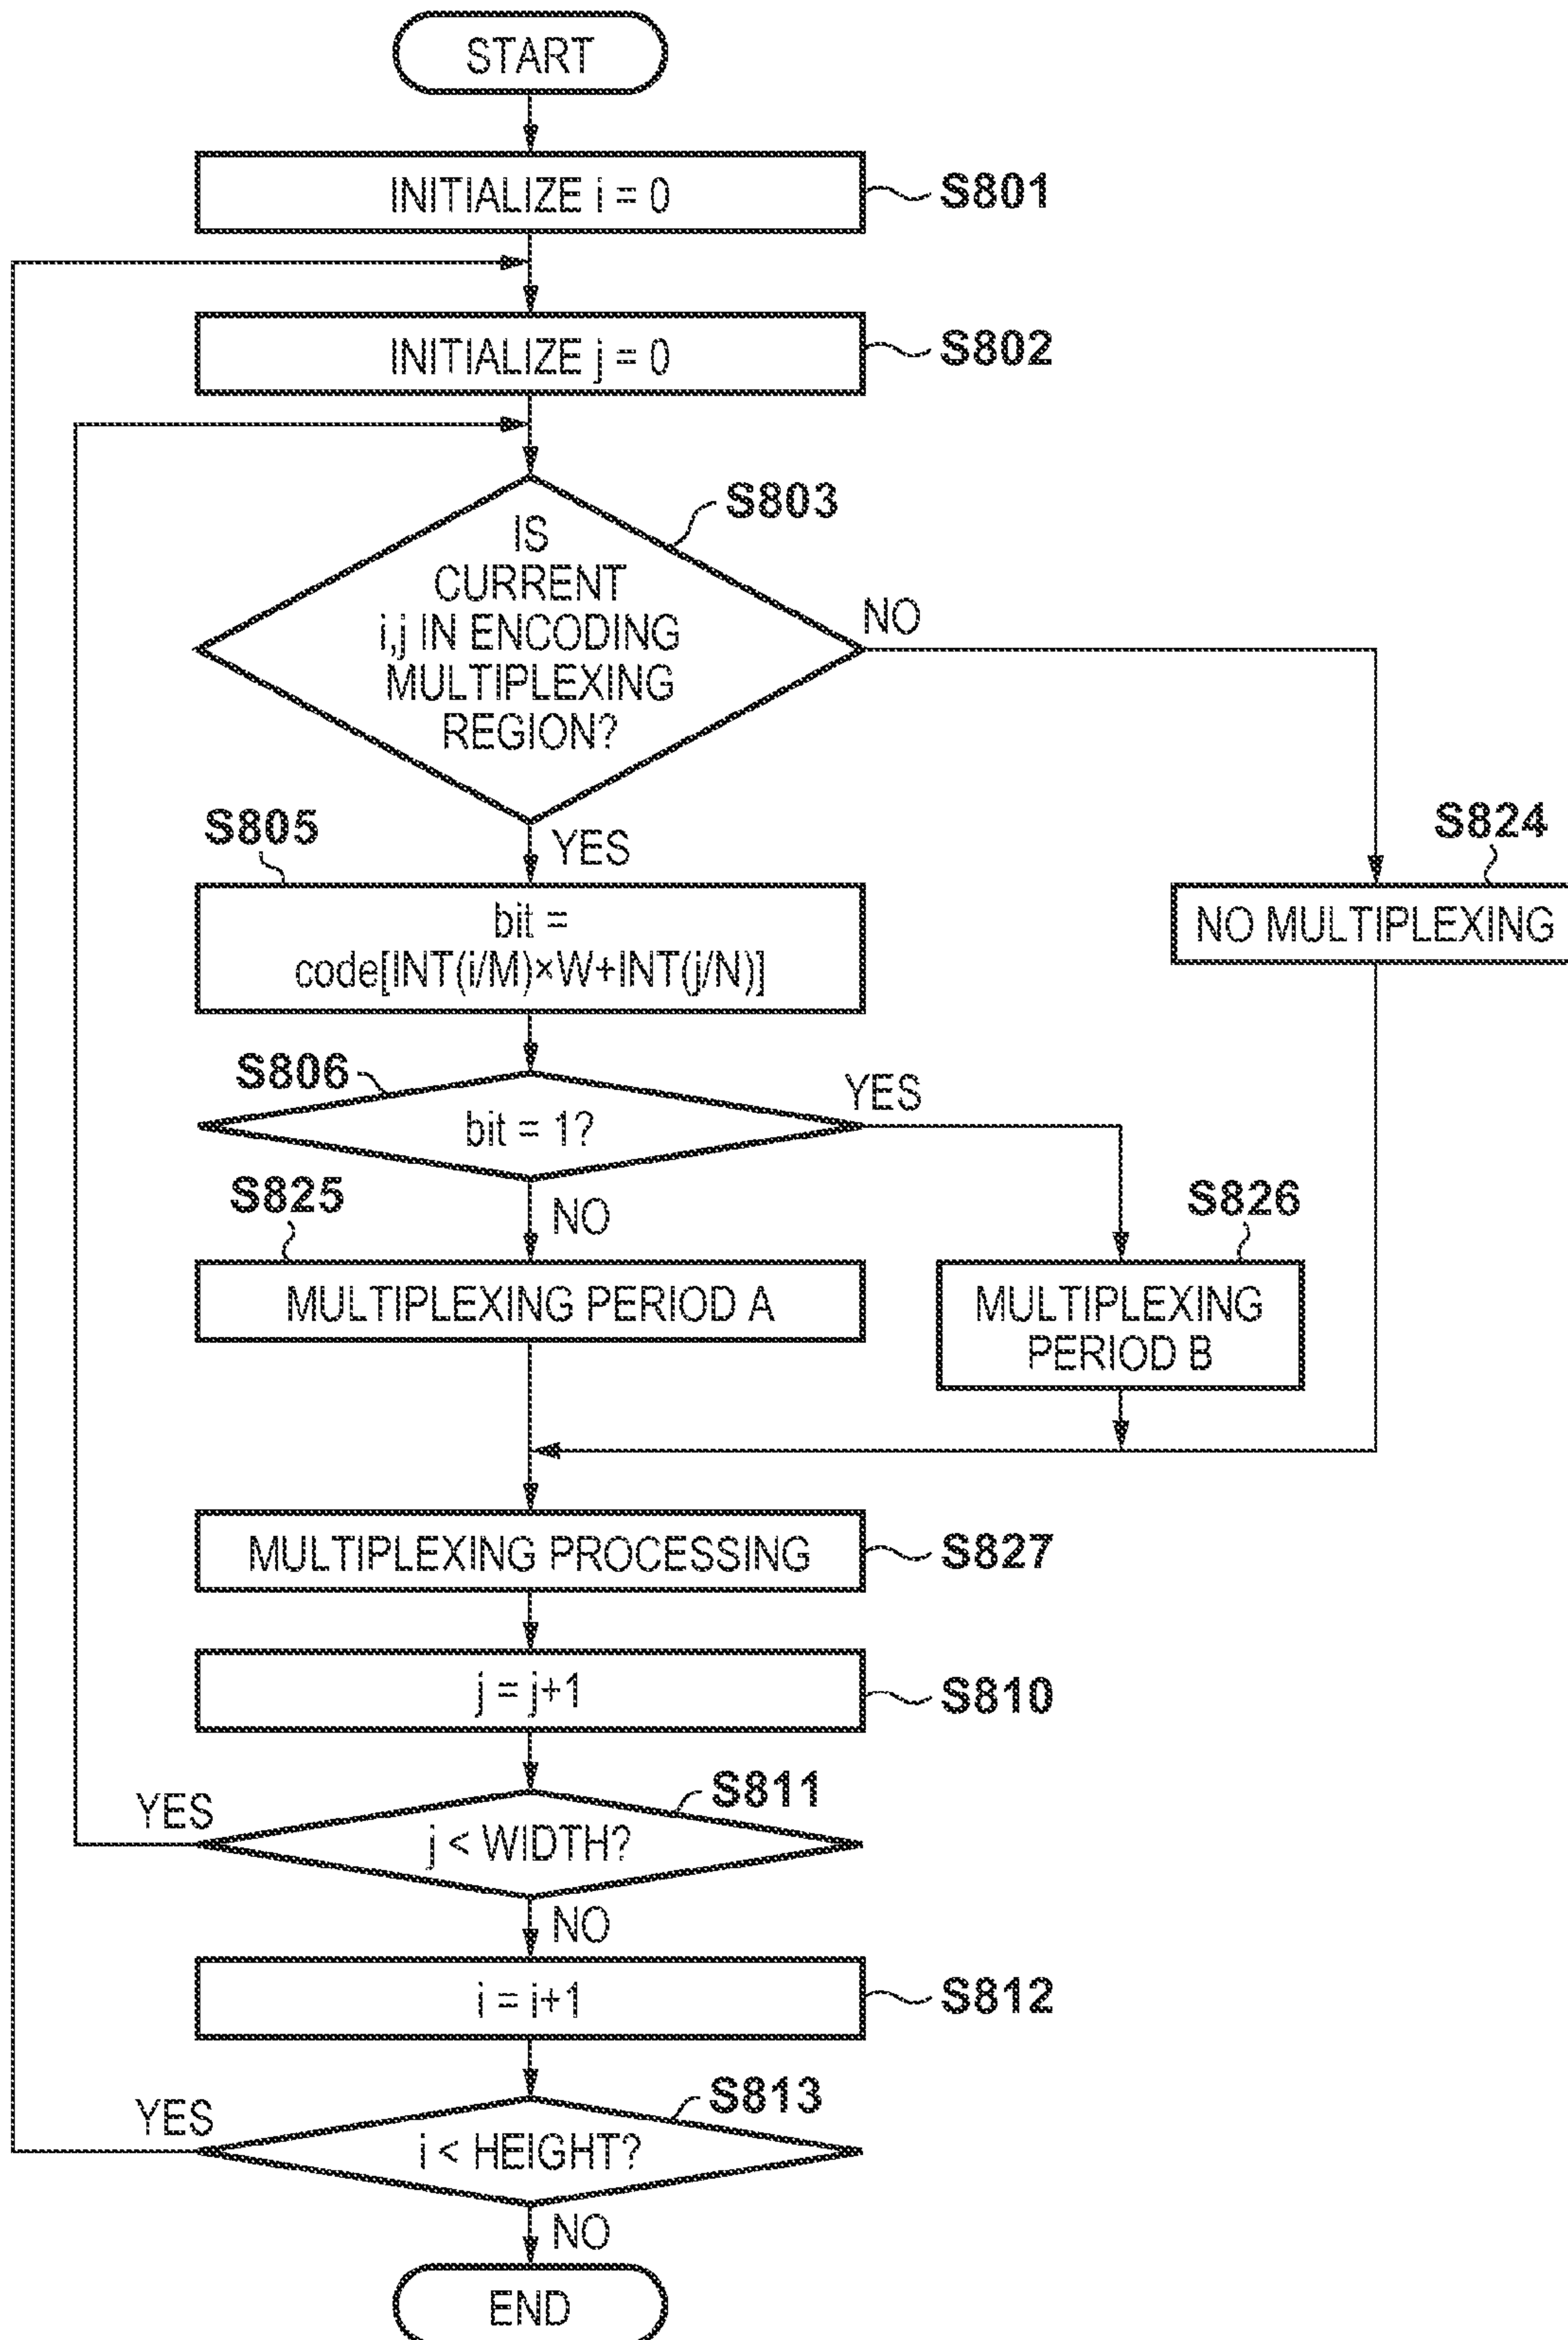 START
INITIALIZE i = 0
S801
INITIALIZE j = 0
S802
S803
IS
CURRENT
i,j IN ENCODING
MULTIPLEXING
REGION?
NO
YES
S805
bit =
code[INT(i/M)×W+INT(j/N)]
S824
NO MULTIPLEXING
S806
bit = 1?
YES
NO
S825
MULTIPLEXING PERIOD A
S826
MULTIPLEXING
PERIOD B
MULTIPLEXING PROCESSING
S827
j = j+1
S810
S811
j < WIDTH?
YES
NO
i = i+1
S812
S813
i < HEIGHT?
YES
NO
END